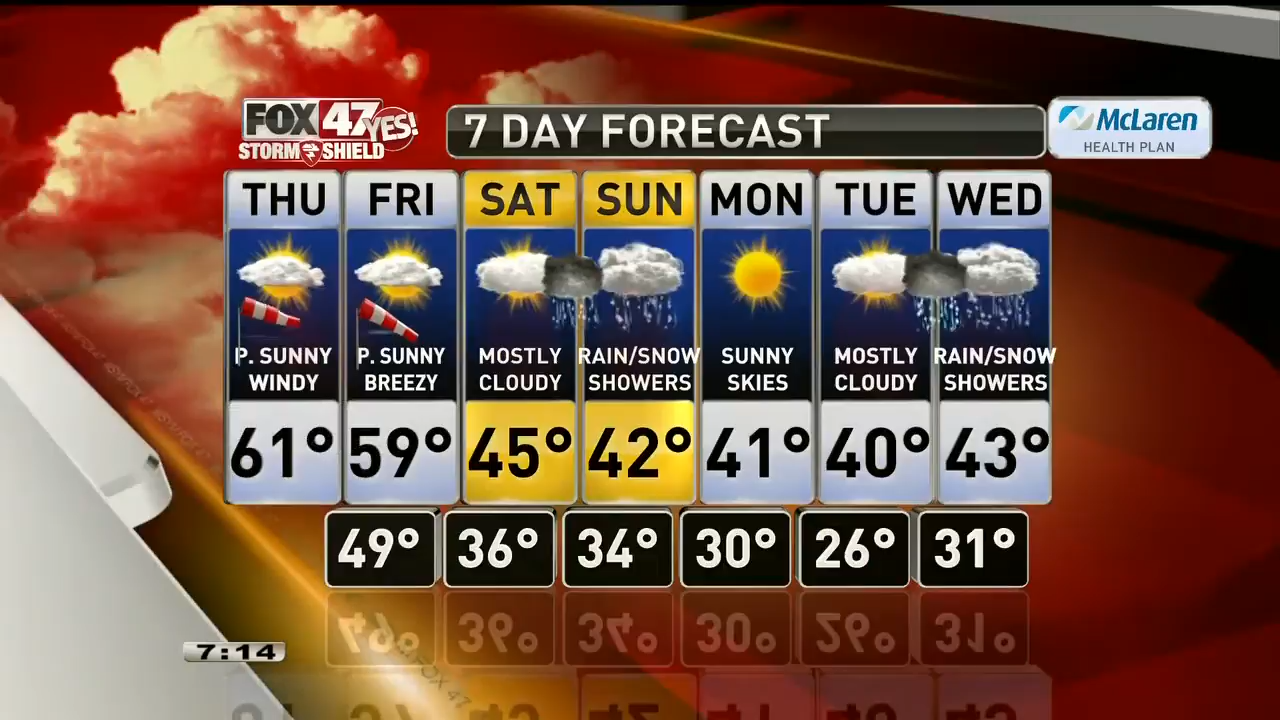 FOX 47 YES!
STORM SHIELD
7 DAY FORECAST
McLaren
HEALTH PLAN
THU FRI SAT SUN MON TUE WED
P. SUNNY P. SUNNY MOSTLY RAIN/SNOW SUNNY MOSTLY RAIN/SNOW
WINDY BREEZY CLOUDY SHOWERS SKIES CLOUDY SHOWERS
61° 59° 45° 42° 41° 40° 43°
49° 36° 34° 30° 26° 31°
7:14